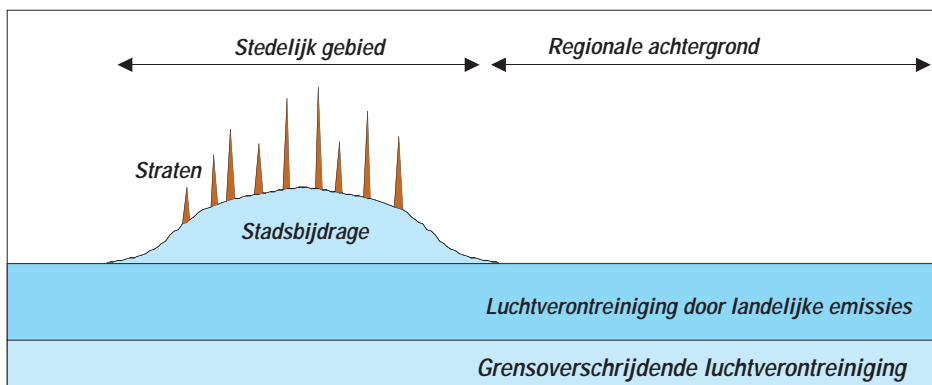 Stedelijk gebied
Regionale achtergrond
Straten
Stadsbijdrage
Luchtverontreiniging door landelijke emissies
Grensoverschrijdende luchtverontreiniging